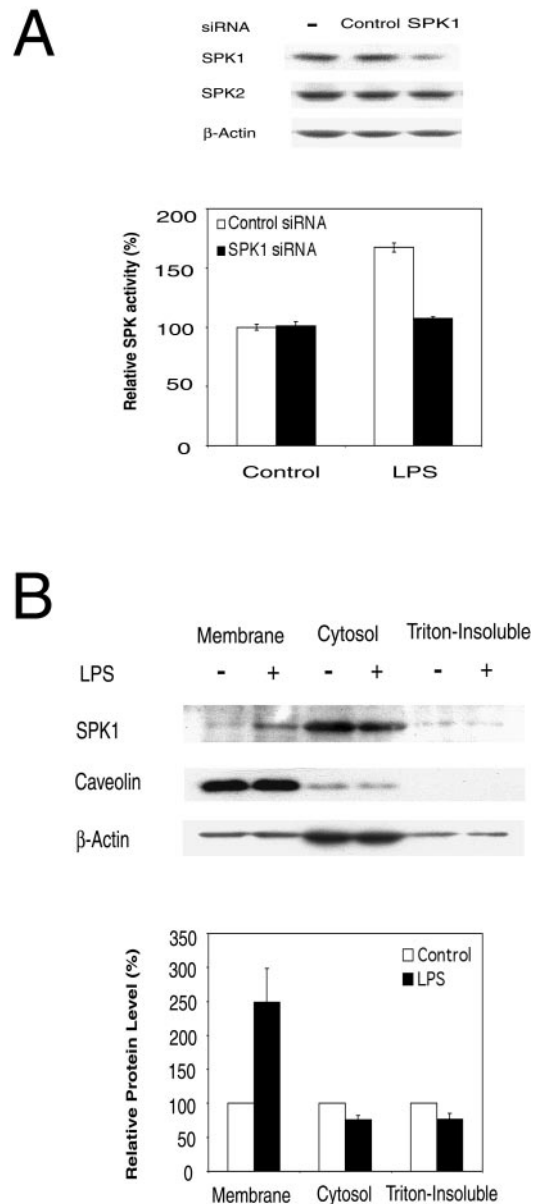 A
siRNA - Control SPK1
SPK1
SPK2
β-Actin
Relative SPK activity (%)
200
150
100
50
0
Control siRNA
SPK1 siRNA
Control LPS
B
Membrane Cytosol Triton-Insoluble
LPS - + - + - +
SPK1
Caveolin
β-Actin
Relative Protein Level (%)
350
300
250
200
150
100
50
0
Control
LPS
Membrane Cytosol Triton-Insoluble